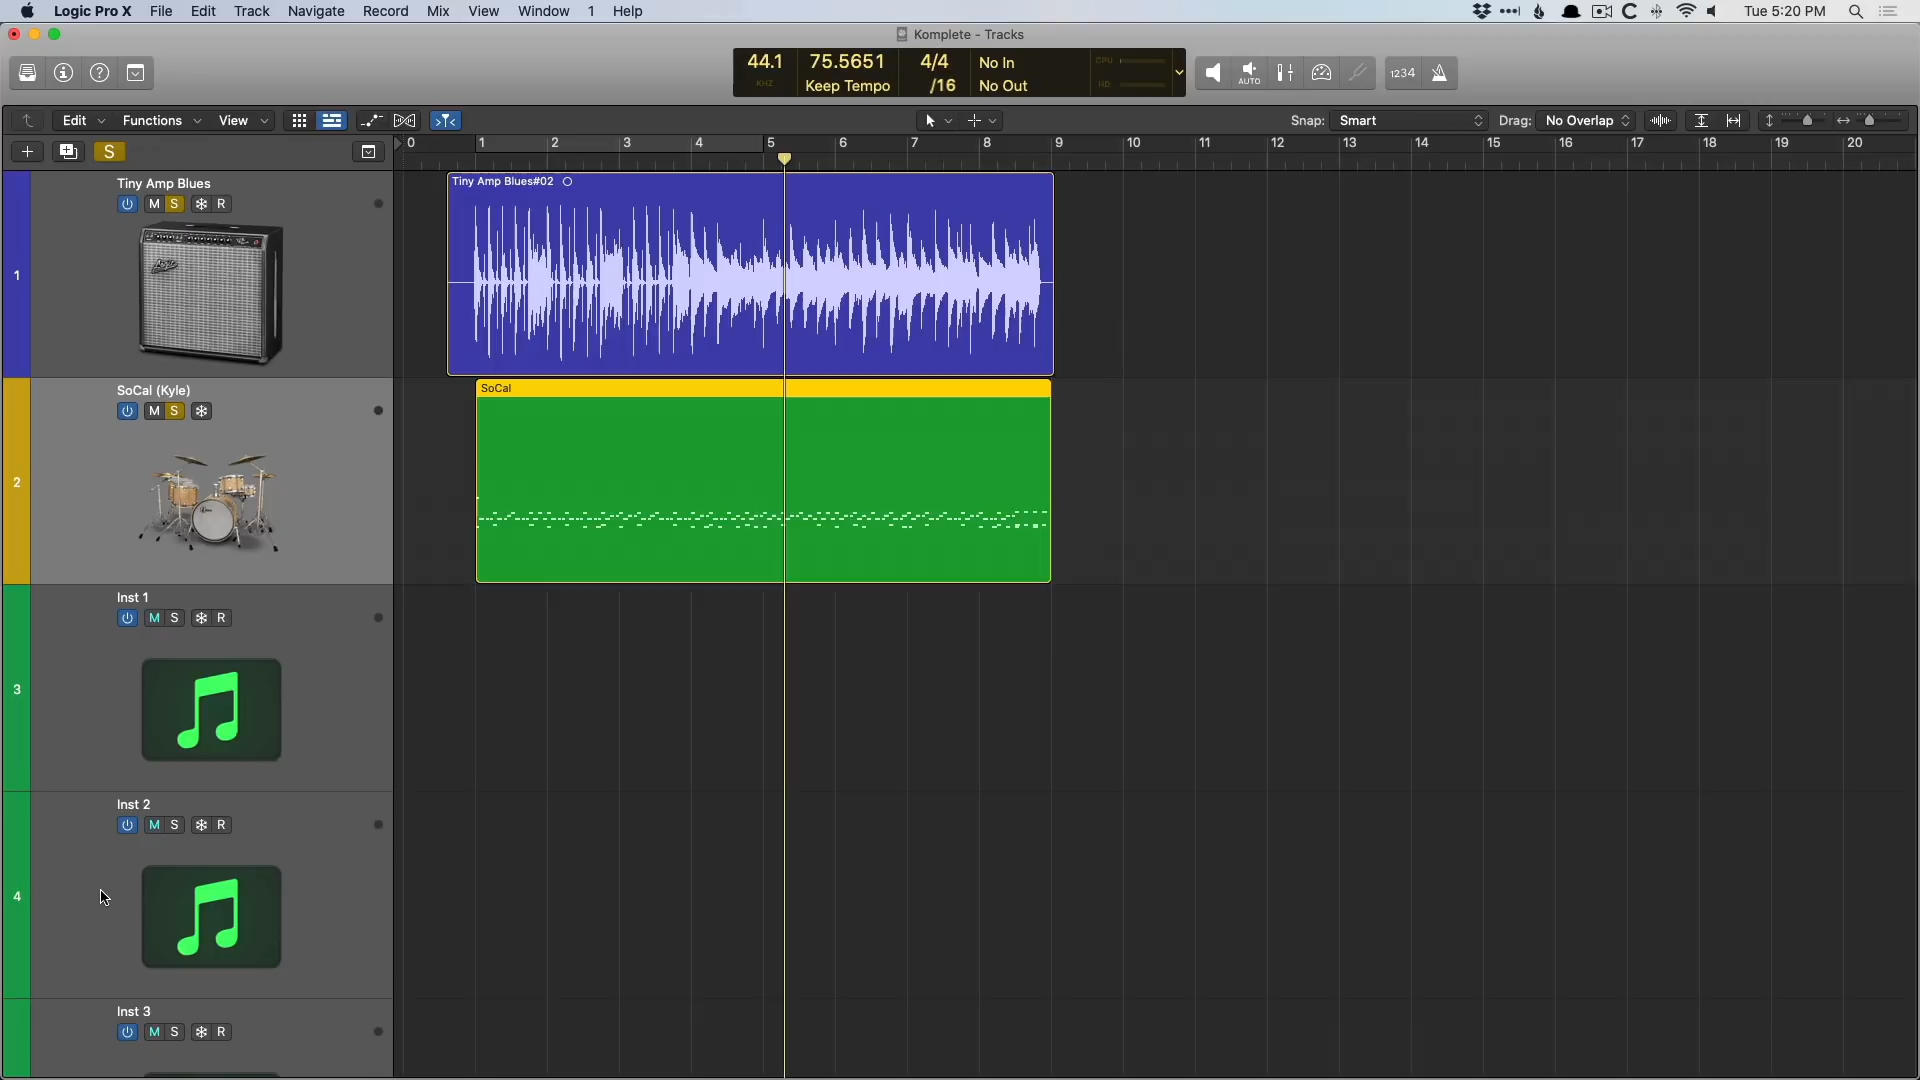 Logic Pro X File Edit Track Navigate Record Mix View Window 1 Help Tue 5:20 PM
Komplete - Tracks
44.1 75.5651 4/4 No In CPU
KHZ Keep Tempo /16 No Out HD
AUTO 1234
Edit Functions View Snap: Smart Drag: No Overlap
S 0 1 2 3 4 5 6 7 8 9 10 11 12 13 14 15 16 17 18 19 20
Tiny Amp Blues Tiny Amp Blues#02
M S R
1
SoCal (Kyle) SoCal
M S
2
Inst 1
M S R
3
Inst 2
M S R
4
Inst 3
M S R